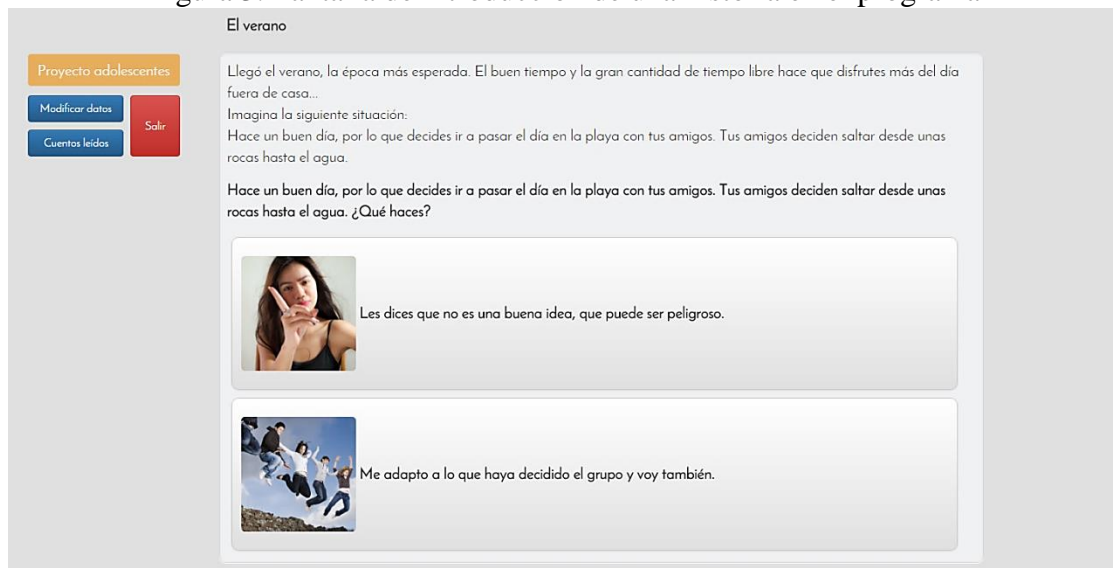 El verano
Proyecto adolescentes
Modificar datos
Salir
Cuentos leídos
Llegó el verano, la época más esperada. El buen tiempo y la gran cantidad de tiempo libre hace que disfrutes más del día
fuera de casa...
Imagina la siguiente situación:
Hace un buen día, por lo que decides ir a pasar el día en la playa con tus amigos. Tus amigos deciden saltar desde unas
rocas hasta el agua.
Hace un buen día, por lo que decides ir a pasar el día en la playa con tus amigos. Tus amigos deciden saltar desde unas
rocas hasta el agua. ¿Qué haces?
Les dices que no es una buena idea, que puede ser peligroso.
Me adapto a lo que haya decidido el grupo y voy también.